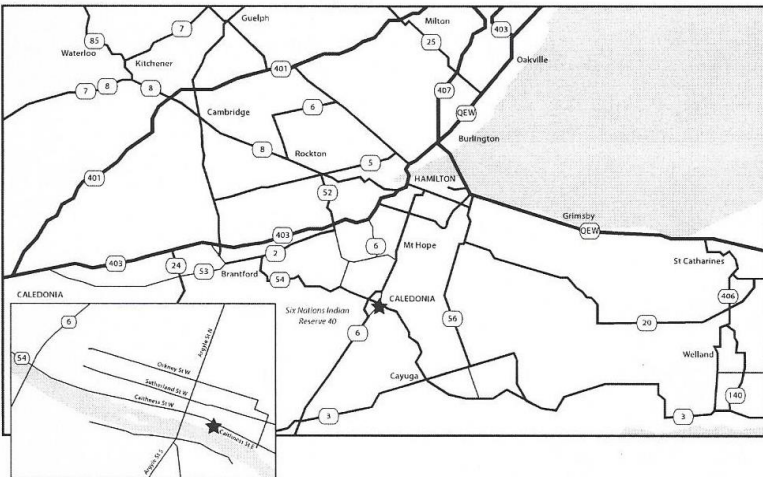 Guelph
Milton
403
7
85
Waterloo
Kitchener
25
Oakville
401
7
8
8
407
6
QEW
Cambridge
Burlington
8
Rockton
5
401
HAMILTON
52
Grimsby
403
6
QEW
403
2
Mt Hope
24
53
Brantford
54
St Catharines
406
CALEDONIA
Six Nations Indian
Reserve 40
CALEDONIA
6
6
56
20
54
Argyle St N
Orkney St W
Sutherland St W
Caithness St W
Welland
Cayuga
140
3
3
Caithness St E
Argyle St S